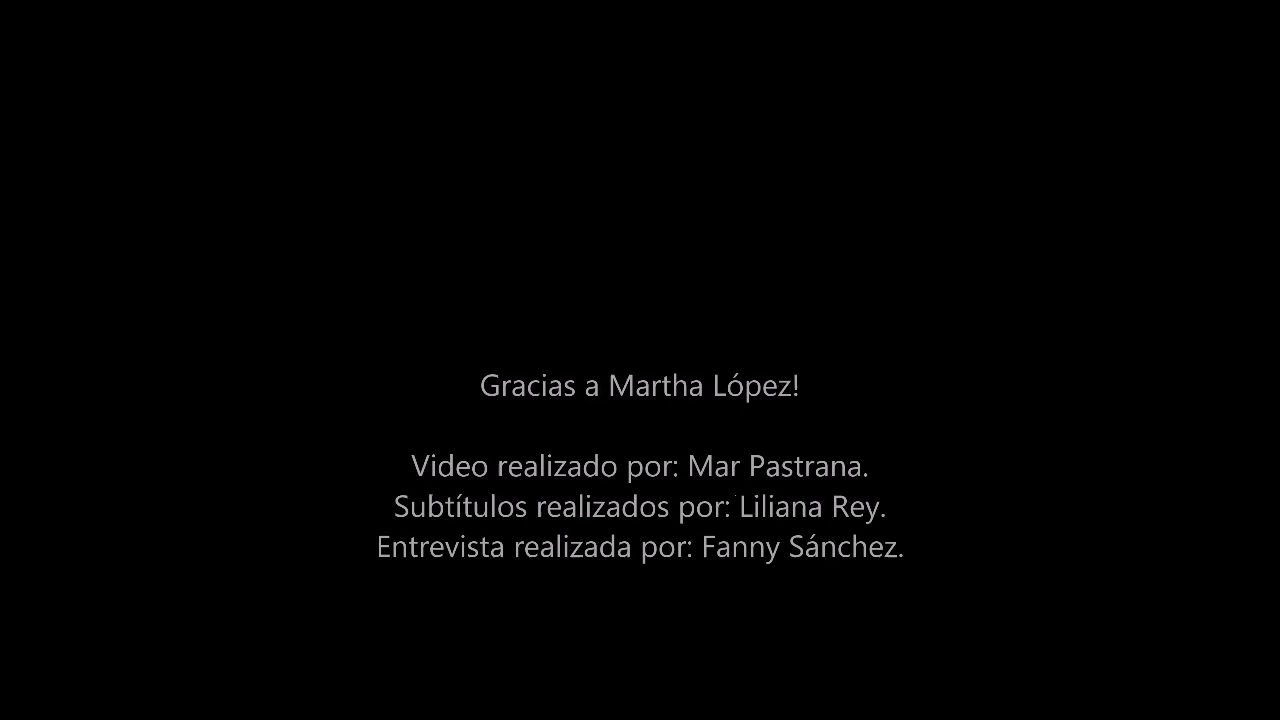 Gracias a Martha López!
Video realizado por: Mar Pastrana.
Subtítulos realizados por: Liliana Rey.
Entrevista realizada por: Fanny Sánchez.